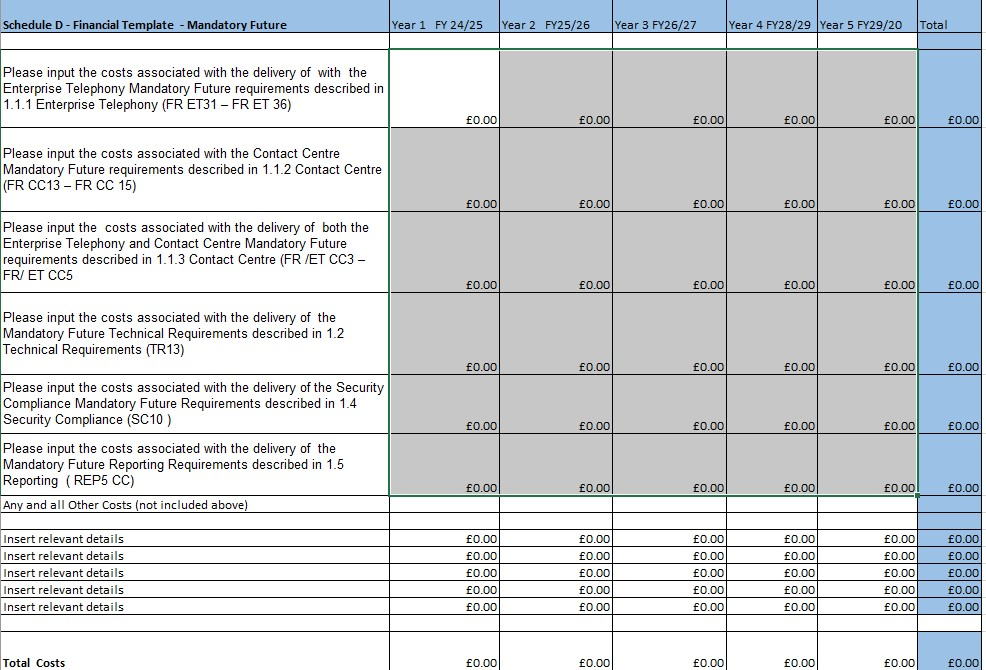 Schedule D - Financial Template - Mandatory Future Year 1 FY 24/25 Year 2 FY25/26 Year 3 FY26/27 Year 4 FY28/29 Year 5 FY29/20 Total
Please input the costs associated with the delivery of with the
Enterprise Telephony Mandatory Future requirements described in
1.1.1 Enterprise Telephony (FR ET31 – FR ET 36)
£0.00 £0.00 £0.00 £0.00 £0.00 £0.00
Please input the costs associated with the Contact Centre
Mandatory Future requirements described in 1.1.2 Contact Centre
(FR CC13 – FR CC 15)
£0.00 £0.00 £0.00 £0.00 £0.00 £0.00
Please input the costs associated with the delivery of both the
Enterprise Telephony and Contact Centre Mandatory Future
requirements described in 1.1.3 Contact Centre (FR /ET CC3 –
FR/ ET CC5
£0.00 £0.00 £0.00 £0.00 £0.00 £0.00
Please input the costs associated with the delivery of the
Mandatory Future Technical Requirements described in 1.2
Technical Requirements (TR13)
£0.00 £0.00 £0.00 £0.00 £0.00 £0.00
Please input the costs associated with the delivery of the Security
Compliance Mandatory Future Requirements described in 1.4
Security Compliance (SC10 )
£0.00 £0.00 £0.00 £0.00 £0.00 £0.00
Please input the costs associated with the delivery of the
Mandatory Future Reporting Requirements described in 1.5
Reporting ( REP5 CC)
£0.00 £0.00 £0.00 £0.00 £0.00 £0.00
Any and all Other Costs (not included above)
Insert relevant details £0.00 £0.00 £0.00 £0.00 £0.00 £0.00
Insert relevant details £0.00 £0.00 £0.00 £0.00 £0.00 £0.00
Insert relevant details £0.00 £0.00 £0.00 £0.00 £0.00 £0.00
Insert relevant details £0.00 £0.00 £0.00 £0.00 £0.00 £0.00
Insert relevant details £0.00 £0.00 £0.00 £0.00 £0.00 £0.00
Total Costs £0.00 £0.00 £0.00 £0.00 £0.00 £0.00